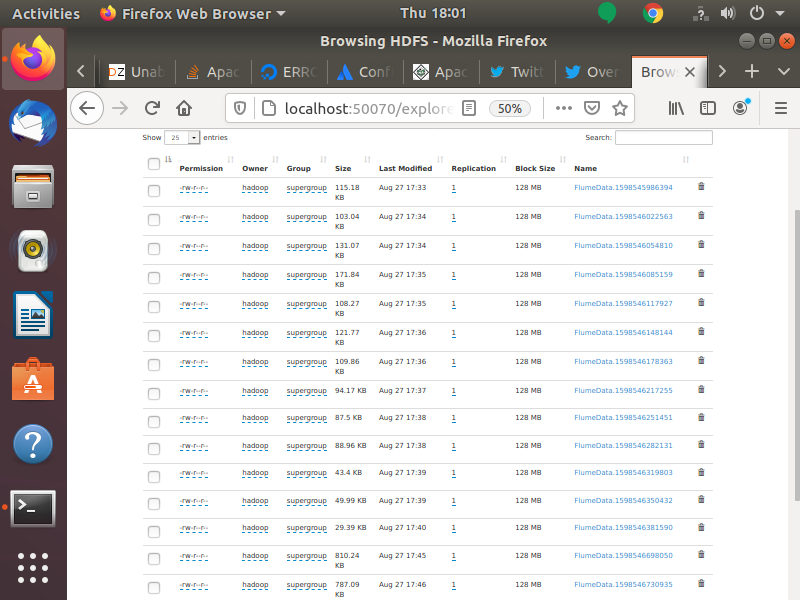 Activities Firefox Web Browser Thu 18:01
Browsing HDFS - Mozilla Firefox
DZ Unab Apac ERRO Conf Apac Twitt Over Brows
localhost:50070/explore 50%
Show 25 entries Search:
Permission Owner Group Size Last Modified Replication Block Size Name
-rw-r--r-- hadoop supergroup 115.18 KB Aug 27 17:33 1 128 MB FlumeData.1598545986394
-rw-r--r-- hadoop supergroup 103.04 KB Aug 27 17:34 1 128 MB FlumeData.1598546022563
-rw-r--r-- hadoop supergroup 131.07 KB Aug 27 17:34 1 128 MB FlumeData.1598546054810
-rw-r--r-- hadoop supergroup 171.84 KB Aug 27 17:35 1 128 MB FlumeData.1598546085159
-rw-r--r-- hadoop supergroup 108.27 KB Aug 27 17:35 1 128 MB FlumeData.1598546117927
-rw-r--r-- hadoop supergroup 121.77 KB Aug 27 17:36 1 128 MB FlumeData.1598546148144
-rw-r--r-- hadoop supergroup 109.86 KB Aug 27 17:36 1 128 MB FlumeData.1598546178363
-rw-r--r-- hadoop supergroup 94.17 KB Aug 27 17:37 1 128 MB FlumeData.1598546217255
-rw-r--r-- hadoop supergroup 87.5 KB Aug 27 17:38 1 128 MB FlumeData.1598546251451
-rw-r--r-- hadoop supergroup 88.96 KB Aug 27 17:38 1 128 MB FlumeData.1598546282131
-rw-r--r-- hadoop supergroup 43.4 KB Aug 27 17:39 1 128 MB FlumeData.1598546319803
-rw-r--r-- hadoop supergroup 49.99 KB Aug 27 17:39 1 128 MB FlumeData.1598546350432
-rw-r--r-- hadoop supergroup 29.39 KB Aug 27 17:40 1 128 MB FlumeData.1598546381590
-rw-r--r-- hadoop supergroup 810.24 KB Aug 27 17:45 1 128 MB FlumeData.1598546698050
-rw-r--r-- hadoop supergroup 787.09 KB Aug 27 17:46 1 128 MB FlumeData.1598546730935